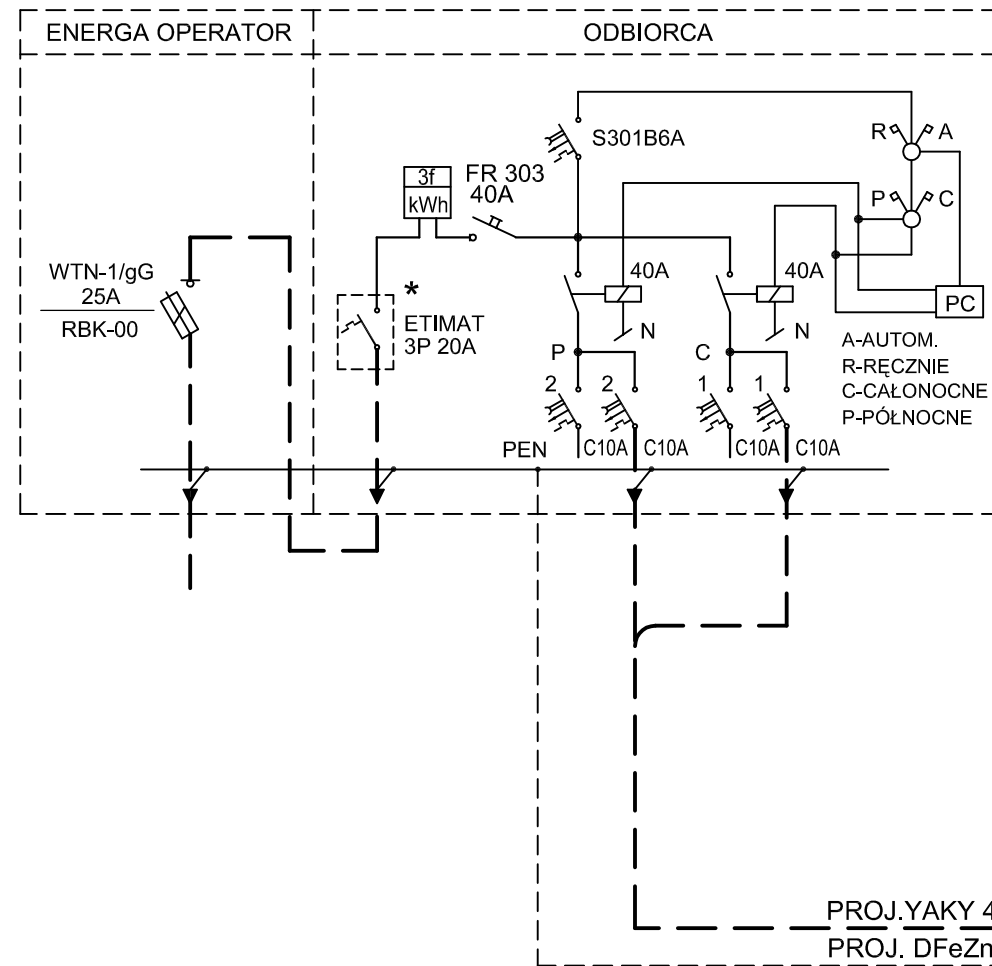 ENERGA OPERATOR
ODBIORCA
S301B6A
R
A
3f
kWh
FR 303
40A
P
C
WTN-1/gG
25A
RBK-00
*
ETIMAT
3P 20A
40A
40A
PC
N
N
A-AUTOM.
R-RĘCZNIE
C-CAŁONOCNE
P-PÓŁNOCNE
P
C
2
2
1
1
PEN
C10A
C10A
C10A
C10A
PROJ.YAKY 4
PROJ. DFeZn